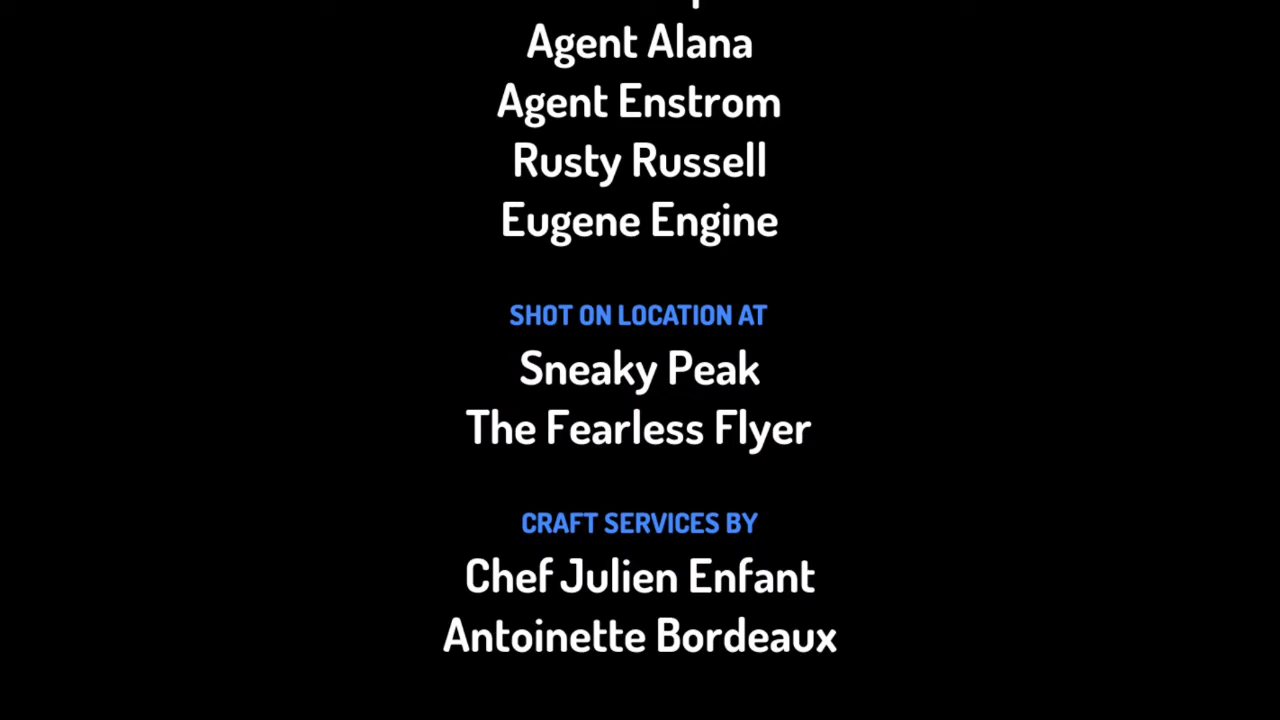 Agent Alana
Agent Enstrom
Rusty Russell
Eugene Engine
SHOT ON LOCATION AT
Sneaky Peak
The Fearless Flyer
CRAFT SERVICES BY
Chef Julien Enfant
Antoinette Bordeaux